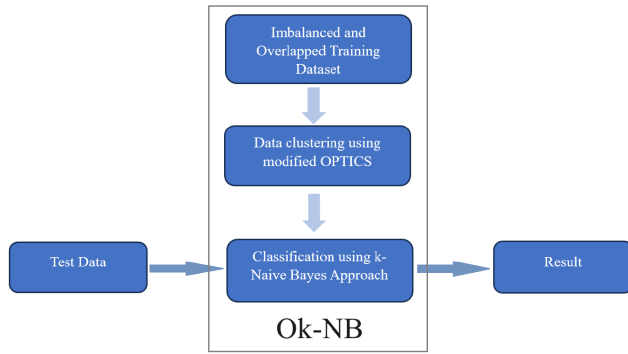 Imbalanced and
Overlapped Training
Dataset
Data clustering using
modified OPTICS
Test Data
Classification using k-
Naive Bayes Approach
Result
Ok-NB